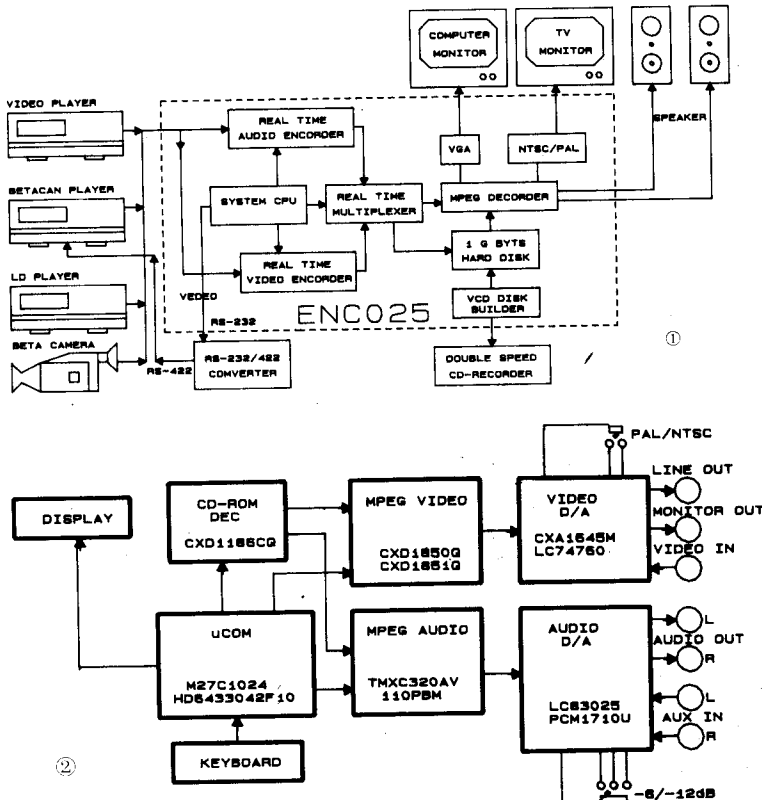 COMPUTER
MONITOR
TV
MONITOR
VIDEO PLAYER
REAL TIME
AUDIO ENCORDER
SPEAKER
VGA
NTSC/PAL
BETACAN PLAYER
SYSTEM CPU
REAL TIME
MULTIPLEXER
MPEG DECORDER
1 G BYTE
HARD DISK
LD PLAYER
REAL TIME
VIDEO ENCORDER
VEDEO
ENC025
VCD DISK
BUILDER
RS-232
BETA CAMERA
RS-422
RS-232/422
COMVERTER
DOUBLE SPEED
CD-RECORDER
①
PAL/NTSC
DISPLAY
CD-ROM
DEC
CXD1186CQ
MPEG VIDEO
CXD1850Q
CXD1851Q
VIDEO
D/A
CXA1645M
LC74760
LINE OUT
MONITOR OUT
VIDEO IN
uCOM
M27C1024
HD6433042F10
MPEG AUDIO
TMXC320AV
110PBM
AUDIO
D/A
LC83025
PCM1710U
L
AUDIO OUT
R
L
AUX IN
R
KEYBOARD
②
-6/-12dB